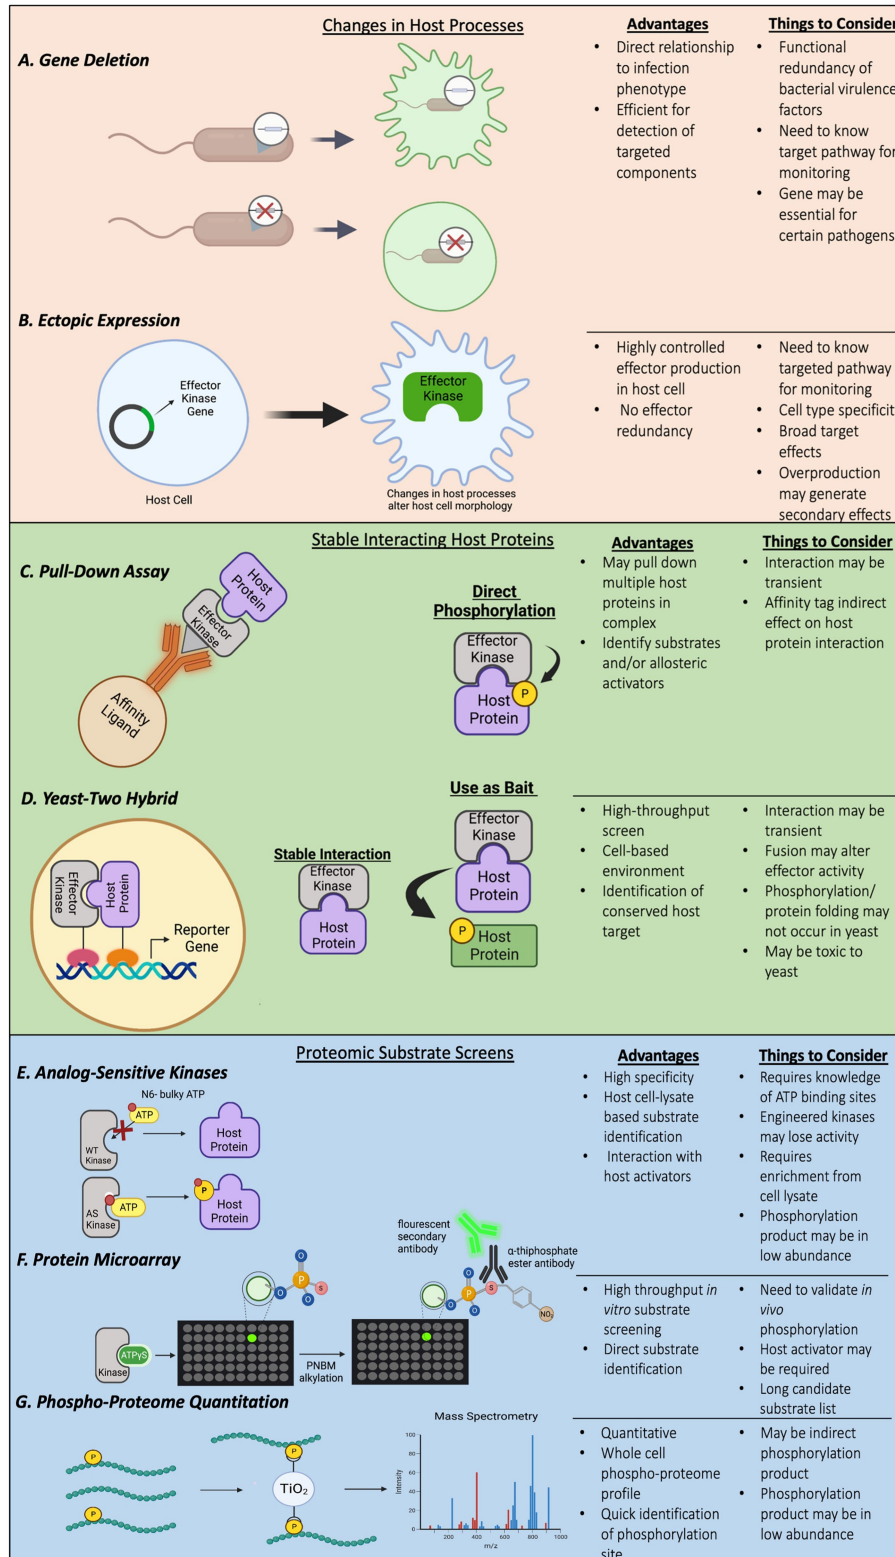 Changes in Host Processes
Advantages
Things to Consider
A. Gene Deletion
• Direct relationship
to infection
phenotype
• Efficient for
detection of
targeted
components
• Functional
redundancy of
bacterial virulence
factors
• Need to know
target pathway for
monitoring
• Gene may be
essential for
certain pathogens
B. Ectopic Expression
Effector
Kinase
Gene
Host Cell
Effector
Kinase
Changes in host processes
alter host cell morphology
• Highly controlled
effector production
in host cell
• No effector
redundancy
• Need to know
targeted pathway
for monitoring
• Cell type specificit
• Broad target
effects
• Overproduction
may generate
secondary effects
Stable Interacting Host Proteins
Advantages
Things to Consider
C. Pull-Down Assay
Host
Protein
Effector
Kinase
Affinity
Ligand
Direct
Phosphorylation
Effector
Kinase
P
Host
Protein
• May pull down
multiple host
proteins in
complex
• Identify substrates
and/or allosteric
activators
• Interaction may be
transient
• Affinity tag indirect
effect on host
protein interaction
D. Yeast-Two Hybrid
Effector
Kinase
Host
Protein
Reporter
Gene
Stable Interaction
Effector
Kinase
Host
Protein
Use as Bait
Effector
Kinase
Host
Protein
P
Host
Protein
• High-throughput
screen
• Cell-based
environment
• Identification of
conserved host
target
• Interaction may be
transient
• Fusion may alter
effector activity
• Phosphorylation/
protein folding may
not occur in yeast
• May be toxic to
yeast
Proteomic Substrate Screens
Advantages
Things to Consider
E. Analog-Sensitive Kinases
N6- bulky ATP
ATP
WT
Kinase
Host
Protein
AS
Kinase
ATP
P
Host
Protein
• High specificity
• Host cell-lysate
based substrate
identification
• Interaction with
host activators
• Requires knowledge
of ATP binding sites
• Engineered kinases
may lose activity
• Requires
enrichment from
cell lysate
• Phosphorylation
product may be in
low abundance
F. Protein Microarray
Kinase
ATPγS
O
O
P
S
O
PNBM
alkylation
flourescent
secondary
antibody
α-thiphosphate
ester antibody
O
O
P
S
O
NO₂
• High throughput in
vitro substrate
screening
• Direct substrate
identification
• Need to validate in
vivo
phosphorylation
• Host activator may
be required
• Long candidate
substrate list
G. Phospho-Proteome Quantitation
P
P
P
TiO₂
P
Mass Spectrometry
Intensity
100
80
60
40
20
0
200
400
600
800
1000
m/z
• Quantitative
• Whole cell
phospho-proteome
profile
• Quick identification
of phosphorylation
site
• May be indirect
phosphorylation
product
• Phosphorylation
product may be in
low abundance